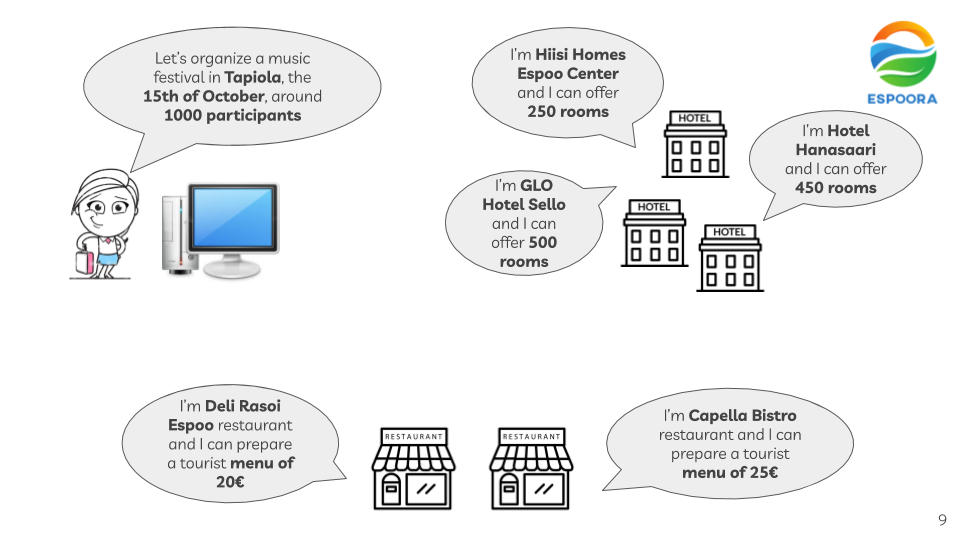 Let's organize a music
festival in Tapiola, the
15th of October, around
1000 participants
I'm Hiisi Homes
Espoo Center
and I can offer
250 rooms
ESPOORA
HOTEL
I'm Hotel
Hanasaari
and I can offer
450 rooms
I'm GLO
Hotel Sello
and I can
offer 500
rooms
HOTEL
HOTEL
I'm Deli Rasoi
Espoo restaurant
and I can prepare
a tourist menu of
20€
RESTAURANT
RESTAURANT
I'm Capella Bistro
restaurant and I can
prepare a tourist
menu of 25€
9